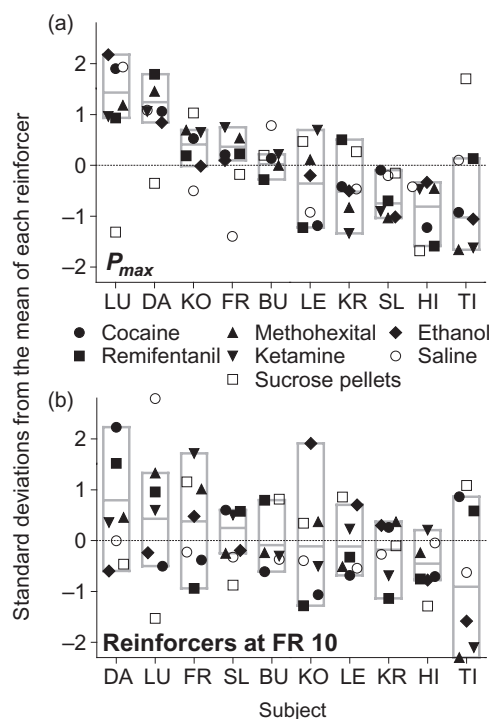 (a)
2
1
0
−1
−2
P_max
LU DA KO FR BU LE KR SL HI TI
Cocaine Methohexital Ethanol
Remifentanil Ketamine Saline
Sucrose pellets
Standard deviations from the mean of each reinforcer
(b)
2
1
0
−1
−2
Reinforcers at FR 10
DA LU FR SL BU KO LE KR HI TI
Subject